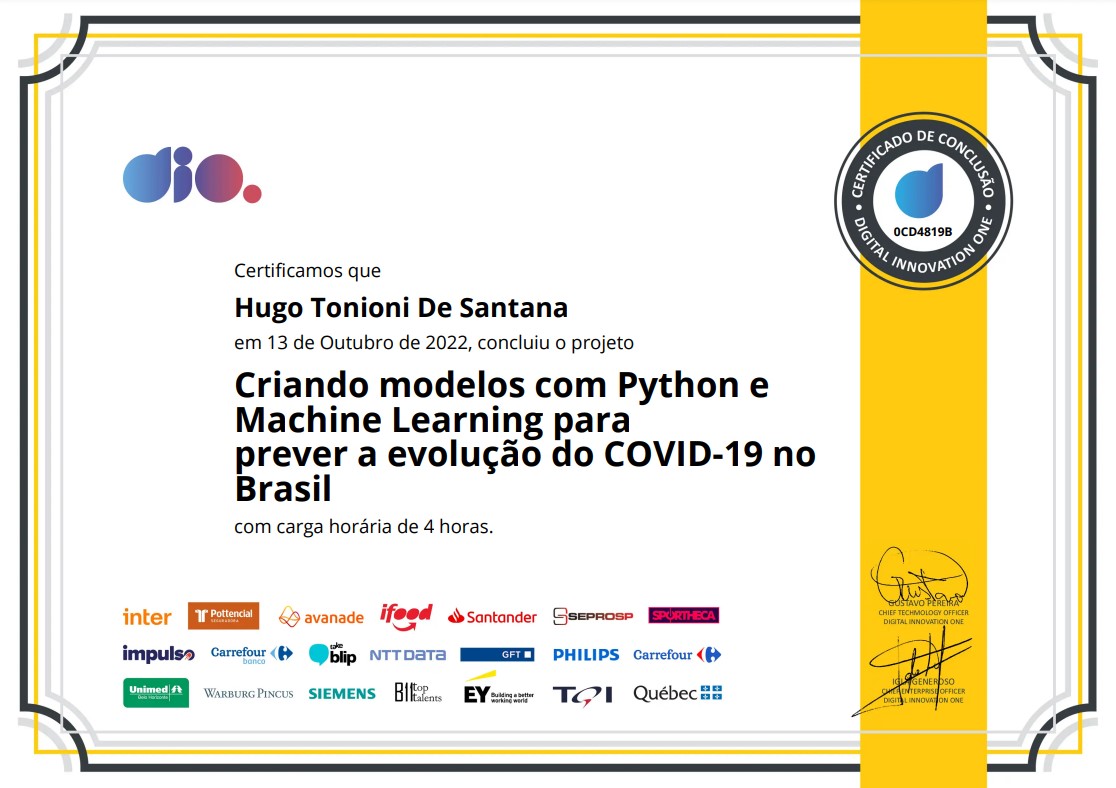 dio.
CERTIFICADO DE CONCLUSÃO
0CD4819B
DIGITAL INNOVATION ONE
Certificamos que
Hugo Tonioni De Santana
em 13 de Outubro de 2022, concluiu o projeto
Criando modelos com Python e
Machine Learning para
prever a evolução do COVID-19 no
Brasil
com carga horária de 4 horas.
inter Pottencial SEGURADORA avanade ifood Santander SEPROSP SPORTHECA
impulso Carrefour banco take blip NTT DATA GFT PHILIPS Carrefour
Unimed Belo Horizonte WARBURG PINCUS SIEMENS B11 top talents EY Building a better working world TQI Québec
GUSTAVO PEREIRA
CHIEF TECHNOLOGY OFFICER
DIGITAL INNOVATION ONE
GENEROSO
CHIEF ENTERPRISE OFFICER
DIGITAL INNOVATION ONE